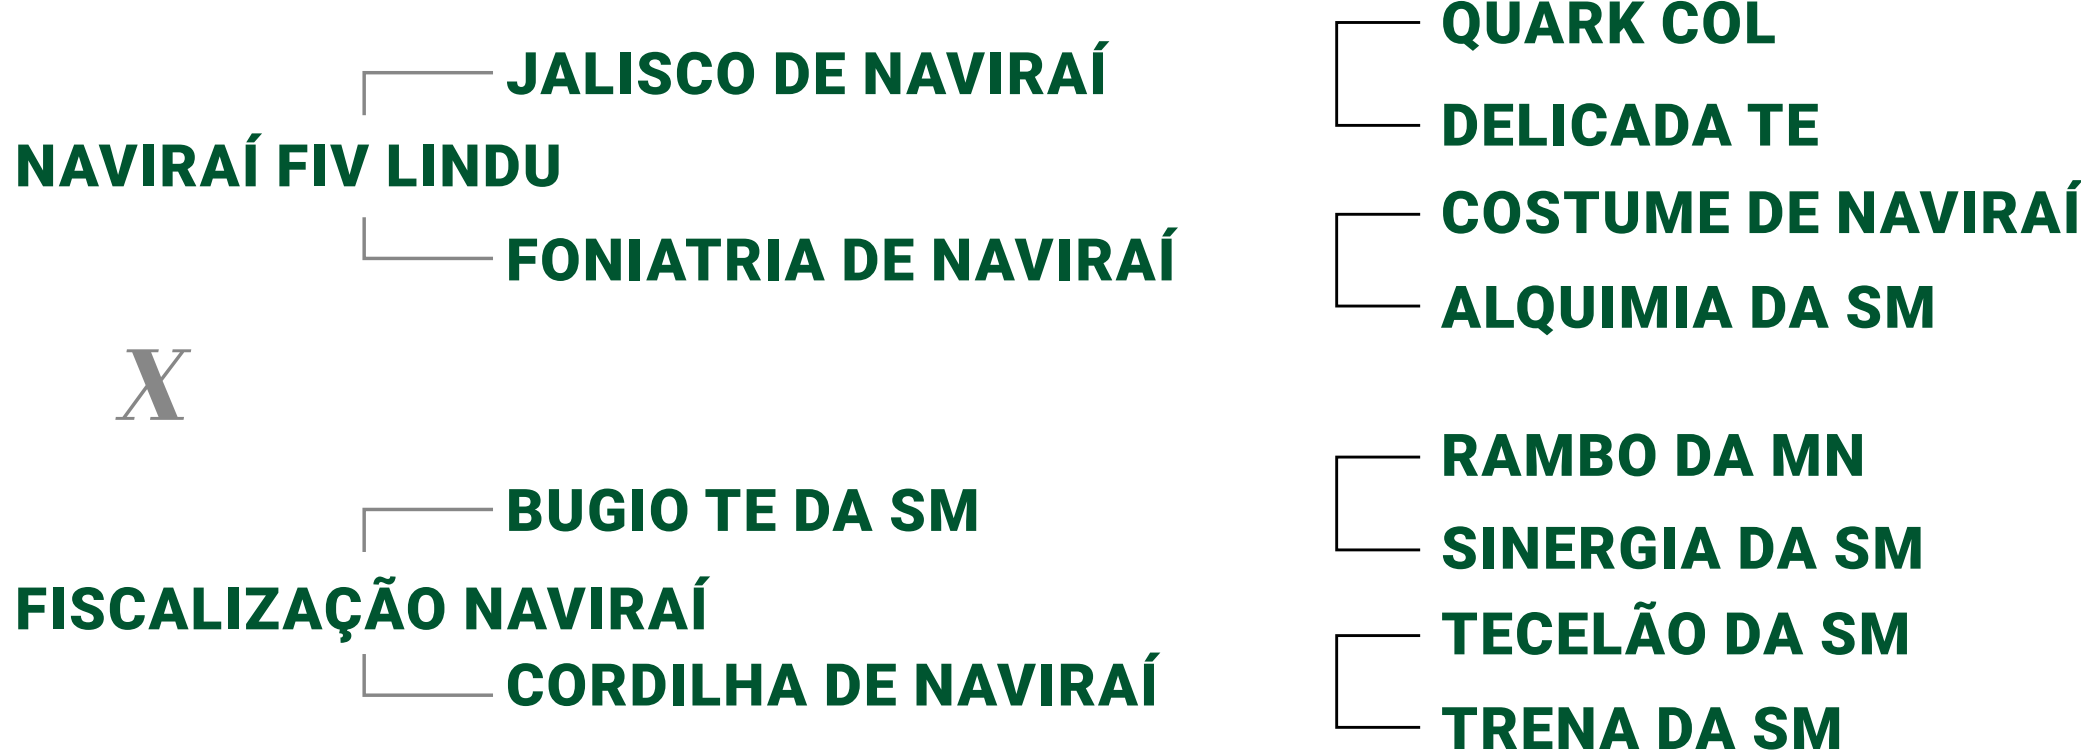 QUARK COL
JALISCO DE NAVIRAÍ
DELICADA TE
NAVIRAÍ FIV LINDU
COSTUME DE NAVIRAÍ
FONIATRIA DE NAVIRAÍ
ALQUIMIA DA SM
X
RAMBO DA MN
BUGIO TE DA SM
SINERGIA DA SM
FISCALIZAÇÃO NAVIRAÍ
TECELÃO DA SM
CORDILHA DE NAVIRAÍ
TRENA DA SM